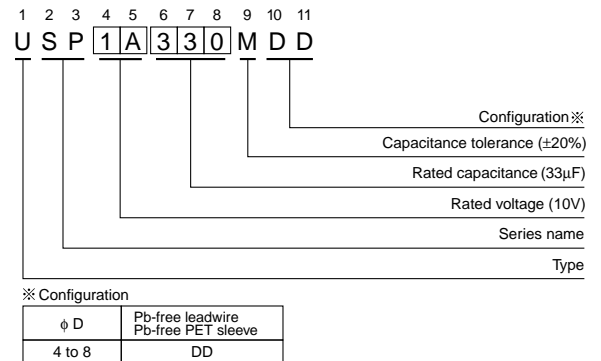 1 2 3 4 5 6 7 8 9 10 11
U S P 1 A 3 3 0 M D D
Configuration※
Capacitance tolerance (±20%)
Rated capacitance (33μF)
Rated voltage (10V)
Series name
Type
※ Configuration
ϕ D
Pb-free leadwire
Pb-free PET sleeve
4 to 8
DD